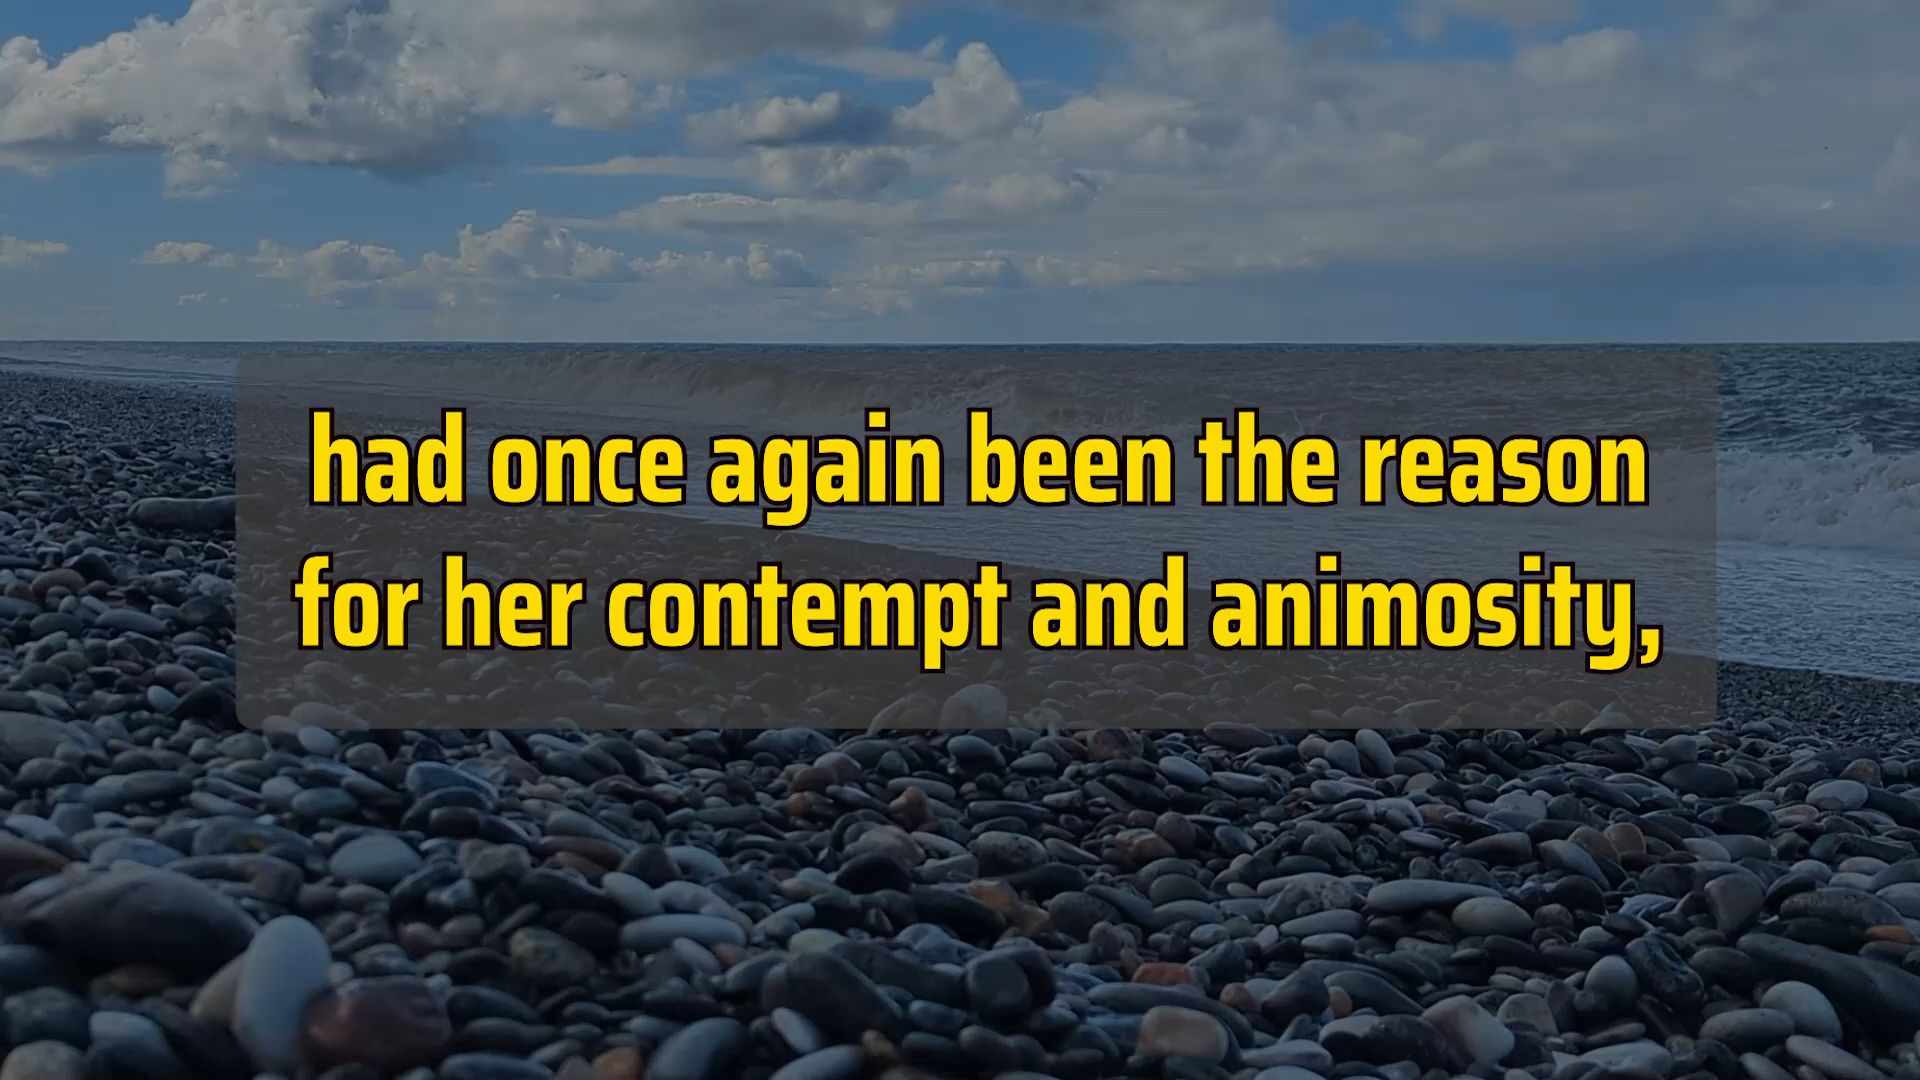 had once again been the reason
for her contempt and animosity,